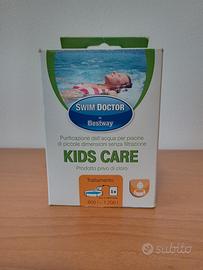 SWIM DOCTOR
by Bestway
Purificazione dell'acqua per piscine
di piccole dimensioni senza filtrazione
KIDS CARE
Prodotto privo di cloro
Trattamento
subito